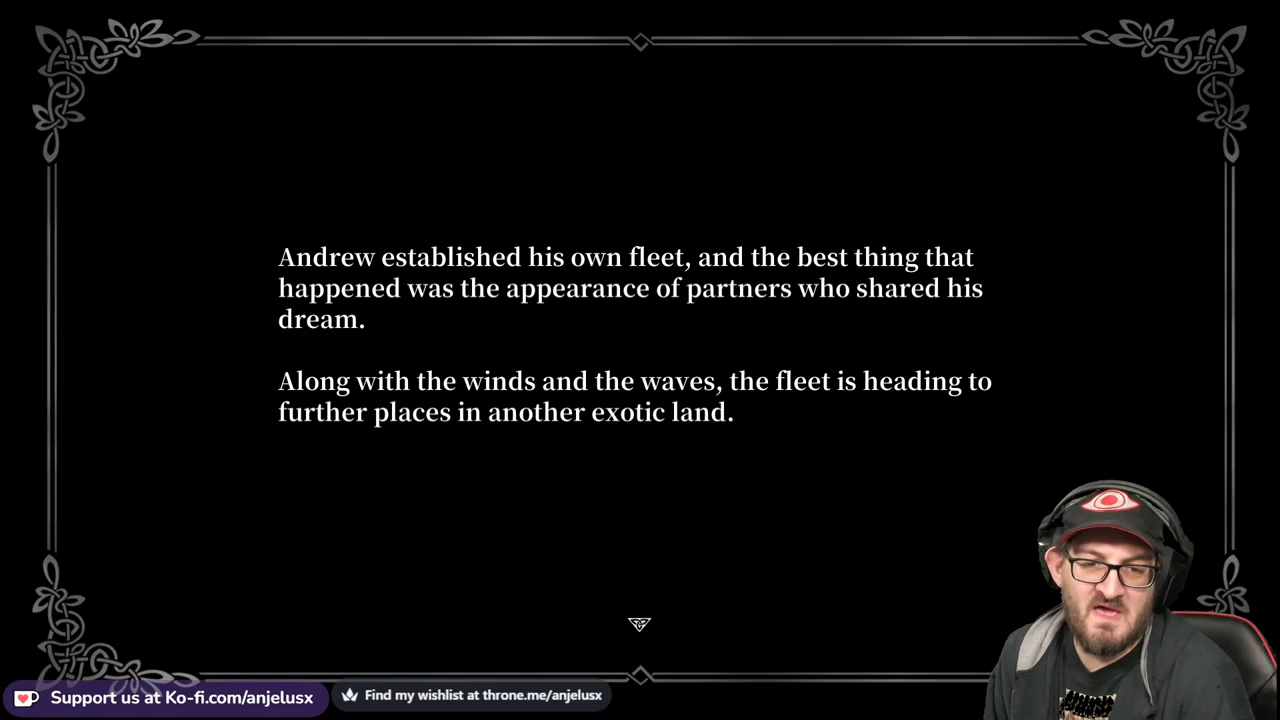 Andrew established his own fleet, and the best thing that
happened was the appearance of partners who shared his
dream.
Along with the winds and the waves, the fleet is heading to
further places in another exotic land.
Support us at Ko-fi.com/anjelusx
Find my wishlist at throne.me/anjelusx